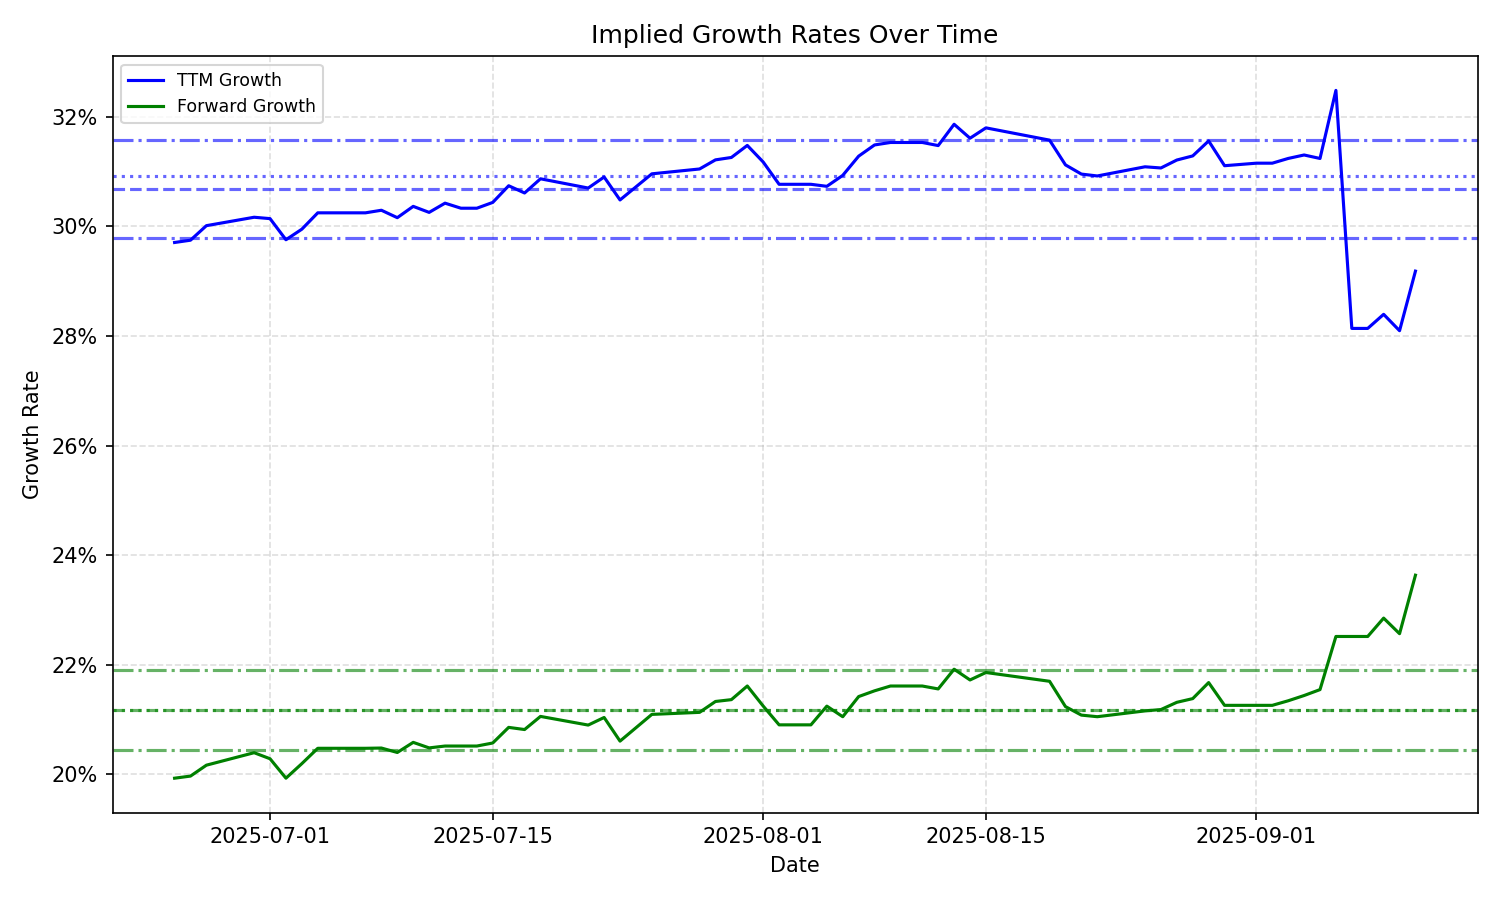 Implied Growth Rates Over Time
TTM Growth
Forward Growth
32%
30%
28%
26%
24%
22%
20%
Growth Rate
2025-07-01
2025-07-15
2025-08-01
2025-08-15
2025-09-01
Date